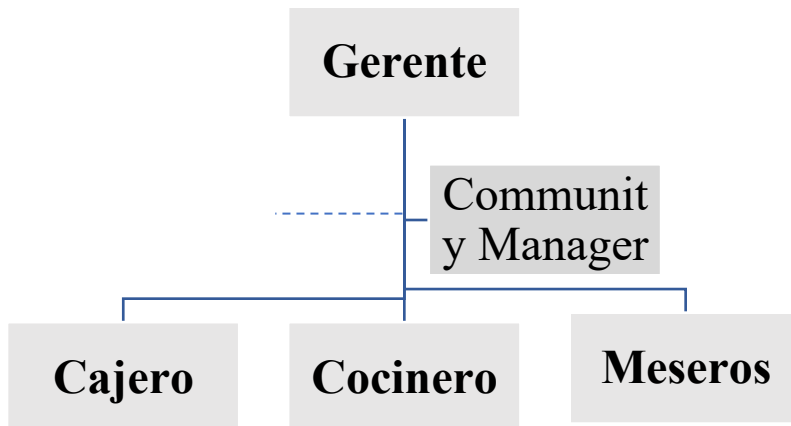 Gerente
Communit
y Manager
Cajero
Cocinero
Meseros